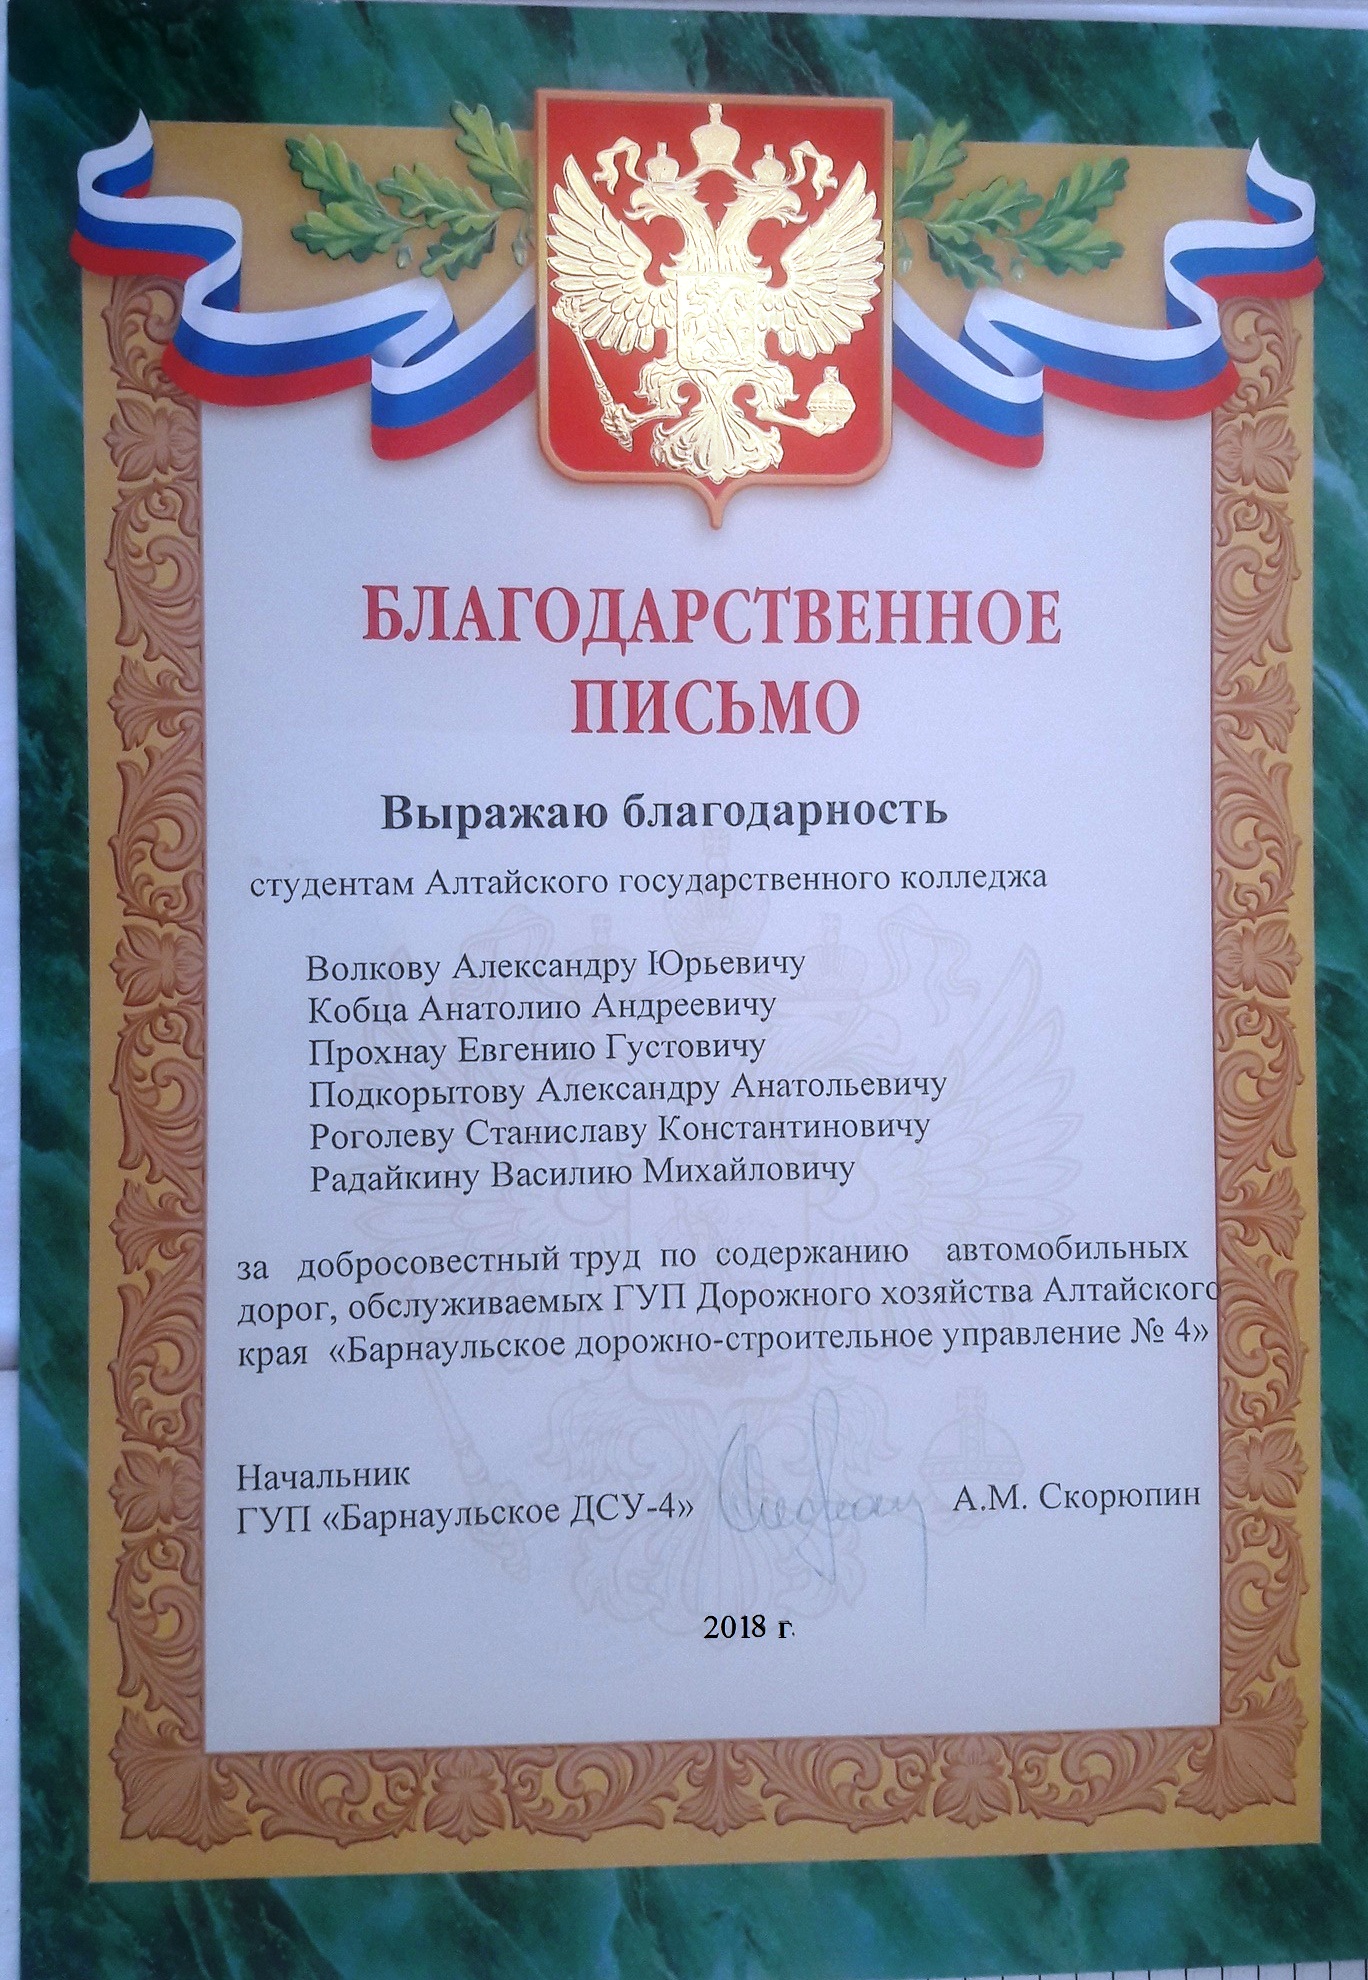 БЛАГОДАРСТВЕННОЕ
ПИСЬМО
Выражаю благодарность
студентам Алтайского государственного колледжа
Волкову Александру Юрьевичу
Кобца Анатолию Андреевичу
Прохнау Евгению Густовичу
Подкорытову Александру Анатольевичу
Роголеву Станиславу Константиновичу
Радайкину Василию Михайловичу
за добросовестный труд по содержанию автомобильных
дорог, обслуживаемых ГУП Дорожного хозяйства Алтайского
края «Барнаульское дорожно-строительное управление № 4»
Начальник
ГУП «Барнаульское ДСУ-4» А.М. Скорюпин
2018 г.